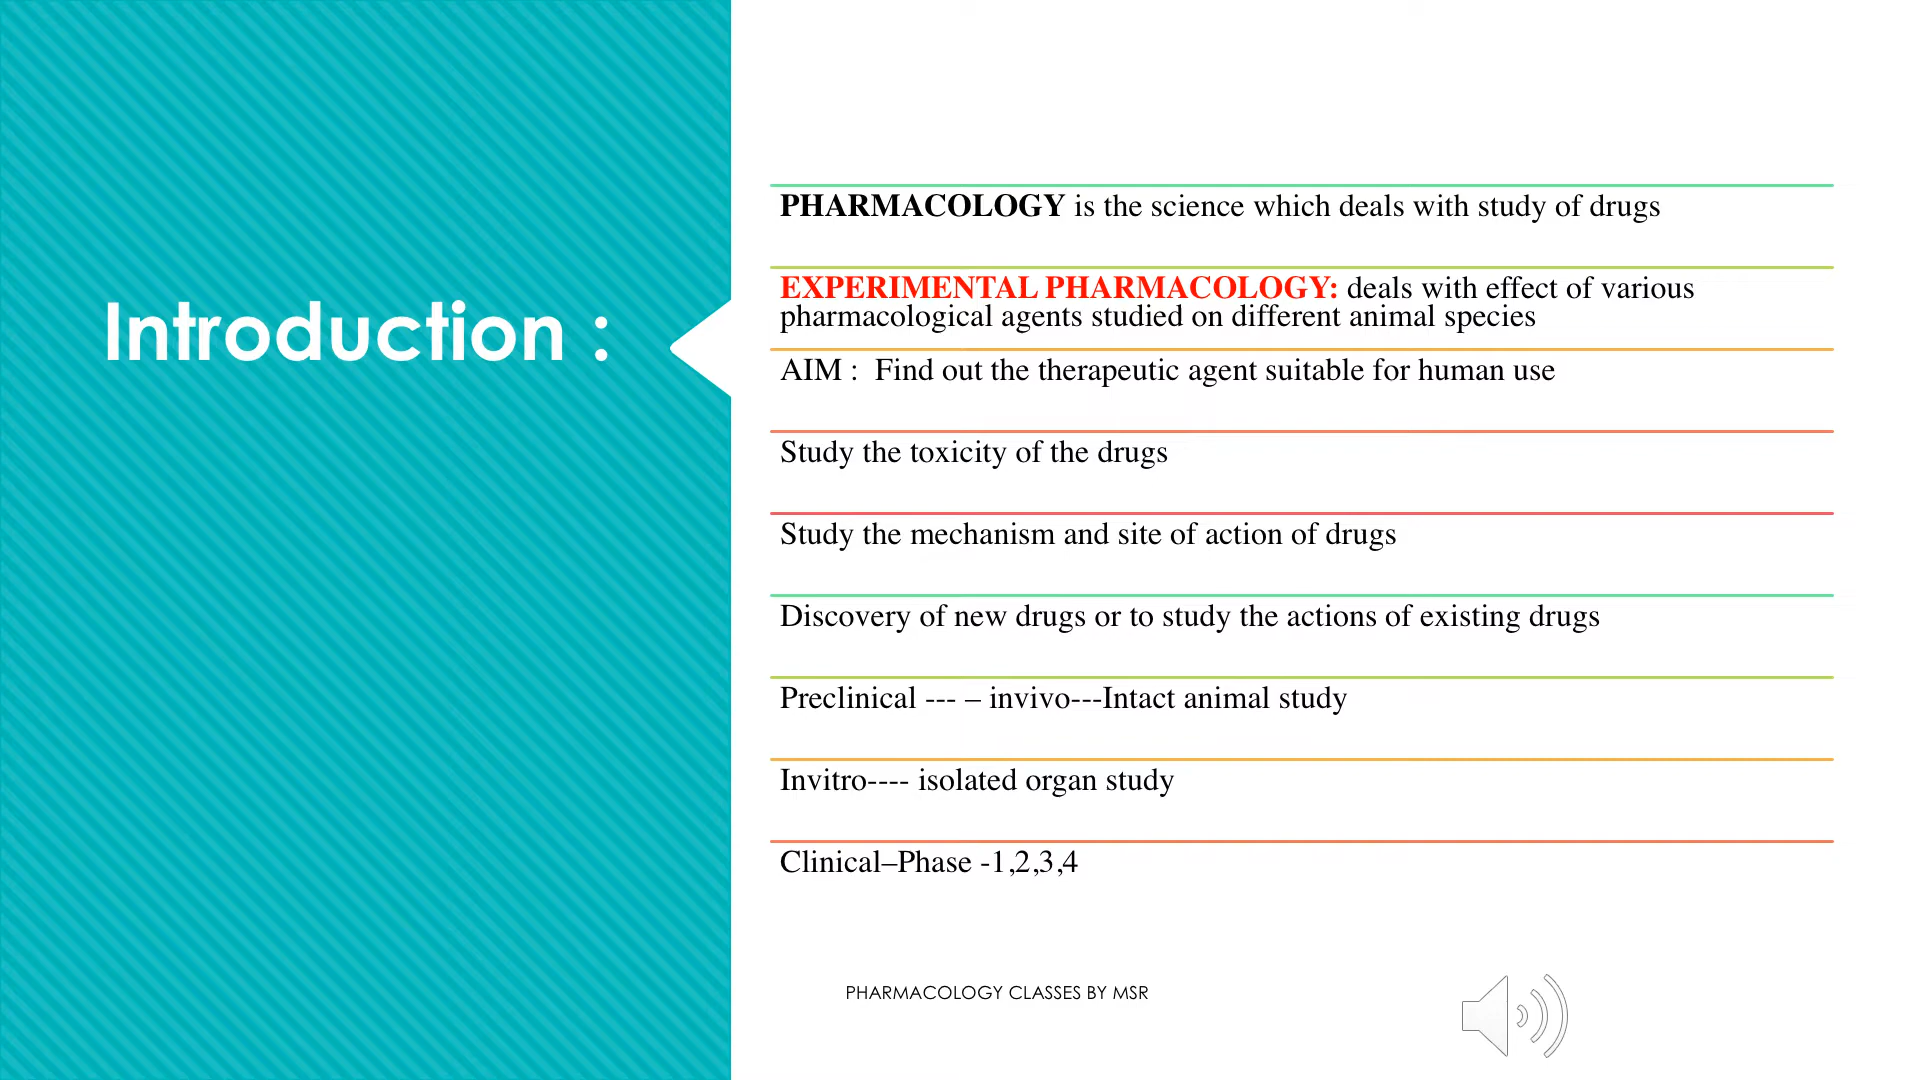 Introduction :
PHARMACOLOGY is the science which deals with study of drugs
EXPERIMENTAL PHARMACOLOGY: deals with effect of various
pharmacological agents studied on different animal species
AIM :  Find out the therapeutic agent suitable for human use
Study the toxicity of the drugs
Study the mechanism and site of action of drugs
Discovery of new drugs or to study the actions of existing drugs
Preclinical --- – invivo---Intact animal study
Invitro---- isolated organ study
Clinical–Phase -1,2,3,4
PHARMACOLOGY CLASSES BY MSR